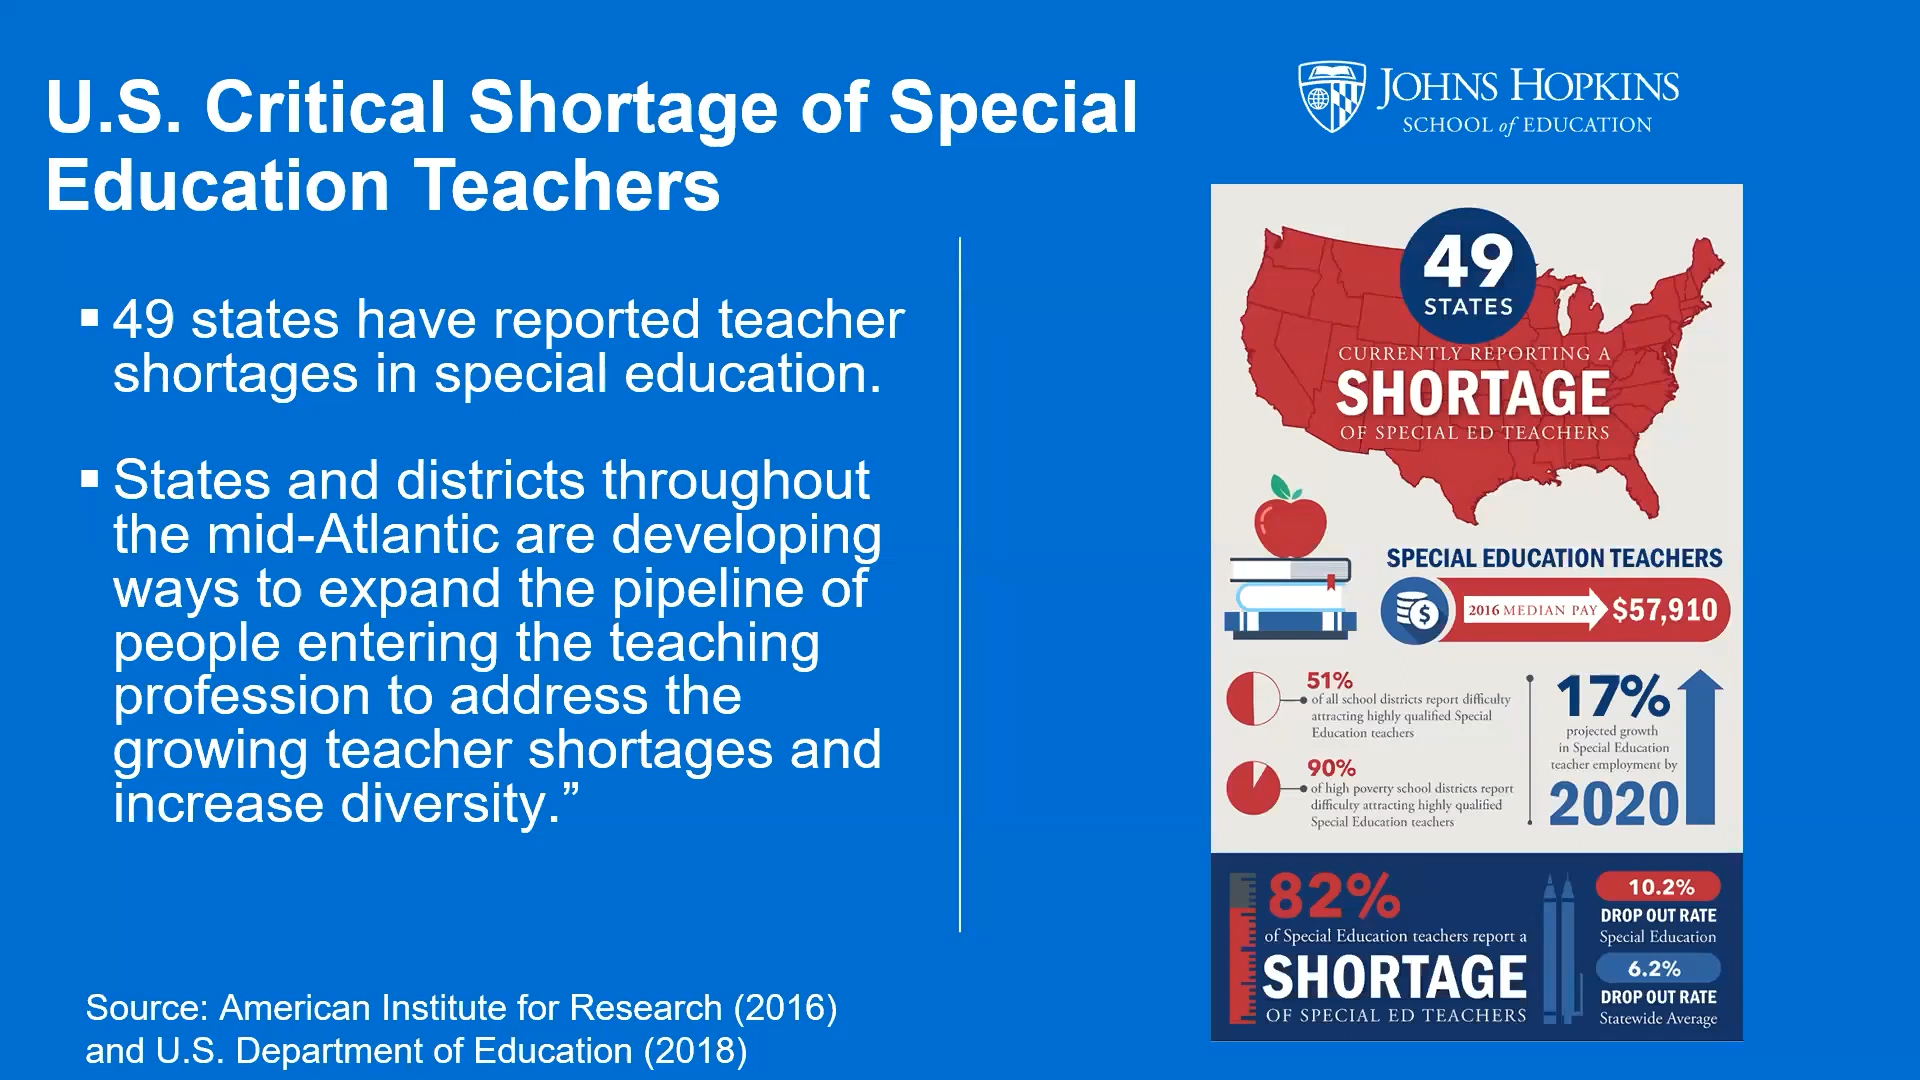 U.S. Critical Shortage of Special
Education Teachers
JOHNS HOPKINS
SCHOOL of EDUCATION
▪ 49 states have reported teacher
shortages in special education.
▪ States and districts throughout
the mid-Atlantic are developing
ways to expand the pipeline of
people entering the teaching
profession to address the
growing teacher shortages and
increase diversity.”
Source: American Institute for Research (2016)
and U.S. Department of Education (2018)
49
STATES
CURRENTLY REPORTING A
SHORTAGE
OF SPECIAL ED TEACHERS
SPECIAL EDUCATION TEACHERS
$
2016 MEDIAN PAY
$57,910
51%
of all school districts report difficulty
attracting highly qualified Special
Education teachers
90%
of high poverty school districts report
difficulty attracting highly qualified
Special Education teachers
17%
projected growth
in Special Education
teacher employment by
2020
82%
of Special Education teachers report a
SHORTAGE
OF SPECIAL ED TEACHERS
10.2%
DROP OUT RATE
Special Education
6.2%
DROP OUT RATE
Statewide Average